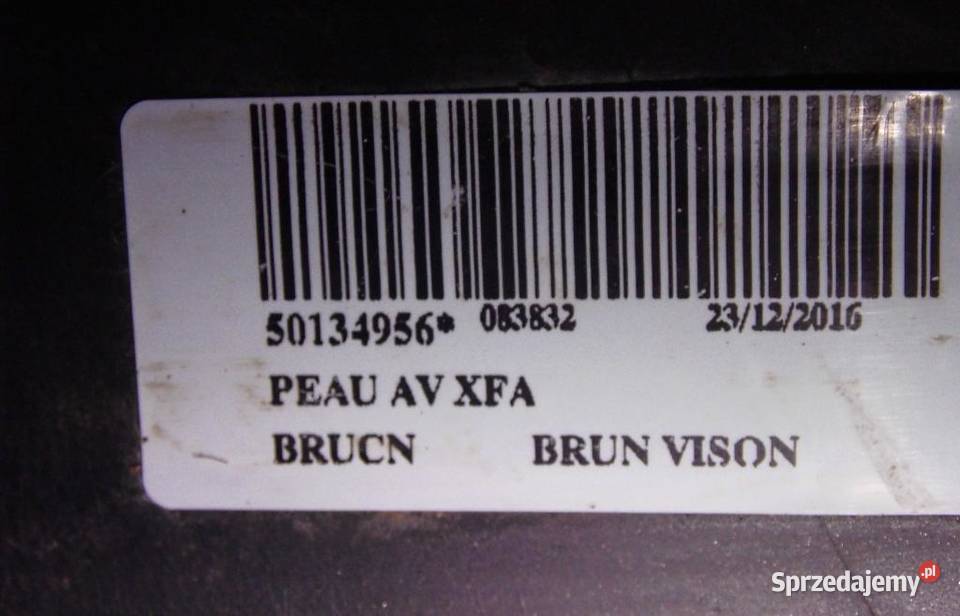 50134956* 083832 23/12/2016
PEAU AV XFA
BRUCN BRUN VISON
Sprzedajemy.pl